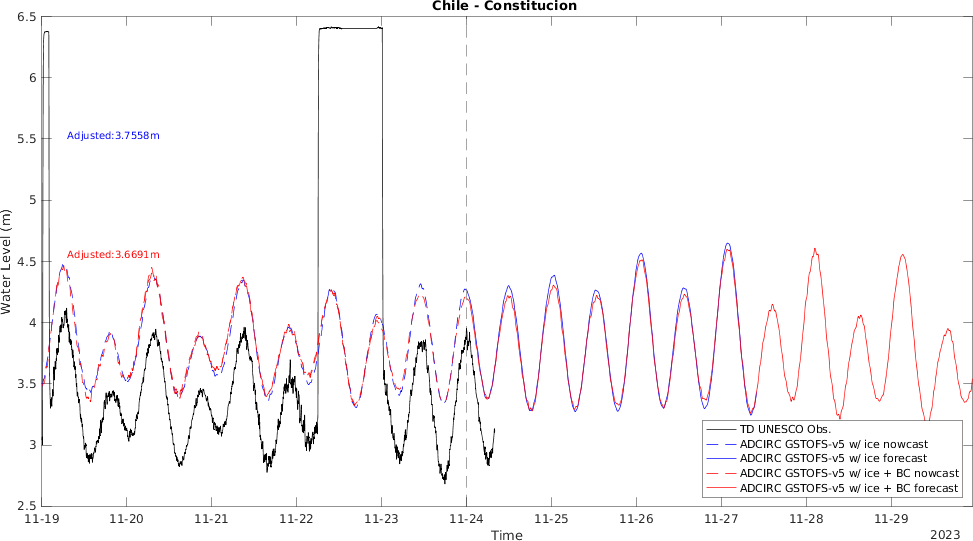 Chile - Constitucion
6.5
6
5.5
5
4.5
4
3.5
3
2.5
Water Level (m)
Adjusted:3.7558m
Adjusted:3.6691m
TD UNESCO Obs.
ADCIRC GSTOFS-v5 w/ ice nowcast
ADCIRC GSTOFS-v5 w/ ice forecast
ADCIRC GSTOFS-v5 w/ ice + BC nowcast
ADCIRC GSTOFS-v5 w/ ice + BC forecast
11-19 11-20 11-21 11-22 11-23 11-24 11-25 11-26 11-27 11-28 11-29
Time
2023